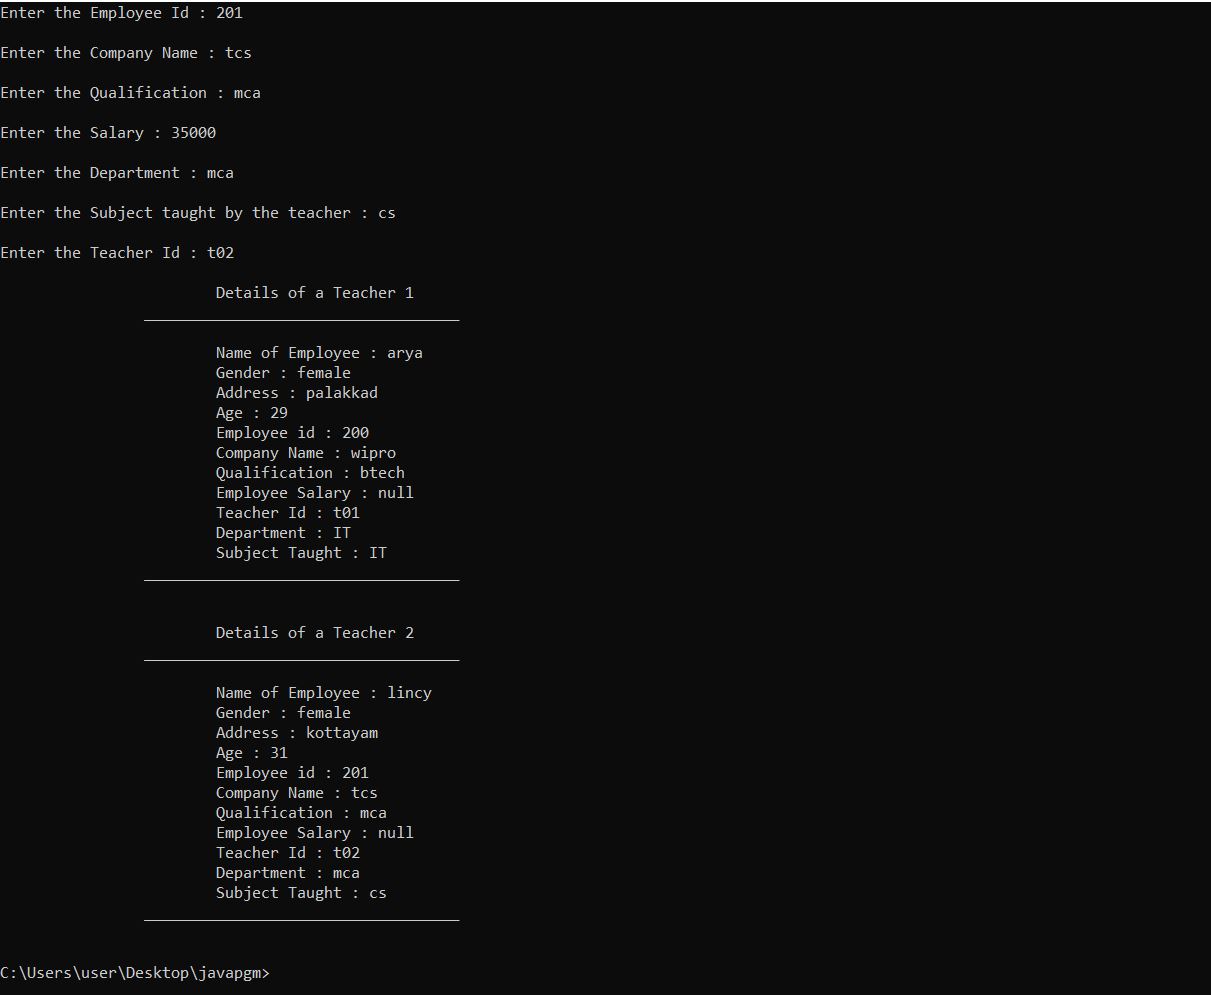 Enter the Employee Id : 201
Enter the Company Name : tcs
Enter the Qualification : mca
Enter the Salary : 35000
Enter the Department : mca
Enter the Subject taught by the teacher : cs
Enter the Teacher Id : t02
Details of a Teacher 1
___________________________________
Name of Employee : arya
Gender : female
Address : palakkad
Age : 29
Employee id : 200
Company Name : wipro
Qualification : btech
Employee Salary : null
Teacher Id : t01
Department : IT
Subject Taught : IT
___________________________________
Details of a Teacher 2
___________________________________
Name of Employee : lincy
Gender : female
Address : kottayam
Age : 31
Employee id : 201
Company Name : tcs
Qualification : mca
Employee Salary : null
Teacher Id : t02
Department : mca
Subject Taught : cs
___________________________________
C:\Users\user\Desktop\javapgm>